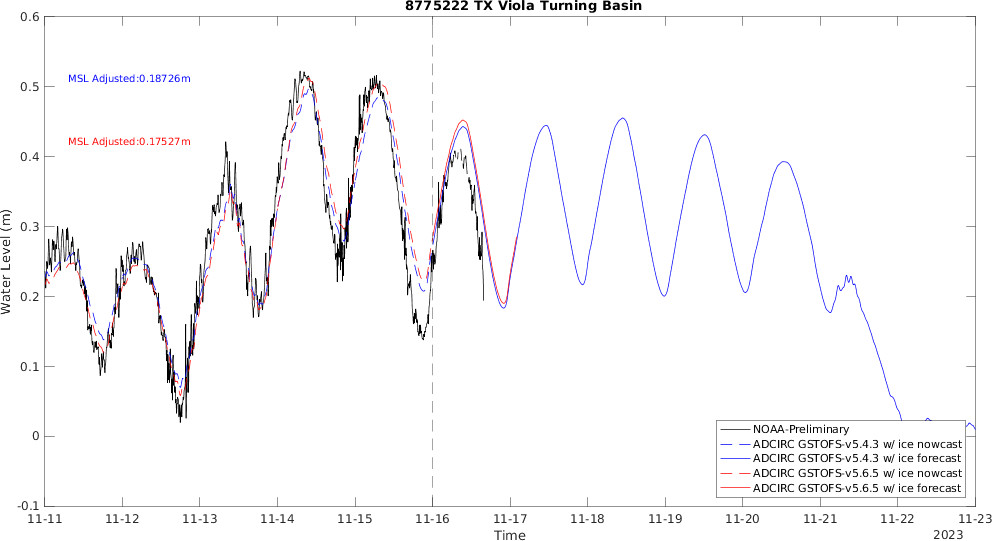 8775222 TX Viola Turning Basin
MSL Adjusted:0.18726m
MSL Adjusted:0.17527m
Water Level (m)
0.6
0.5
0.4
0.3
0.2
0.1
0
-0.1
NOAA-Preliminary
ADCIRC GSTOFS-v5.4.3 w/ ice nowcast
ADCIRC GSTOFS-v5.4.3 w/ ice forecast
ADCIRC GSTOFS-v5.6.5 w/ ice nowcast
ADCIRC GSTOFS-v5.6.5 w/ ice forecast
11-11 11-12 11-13 11-14 11-15 11-16 11-17 11-18 11-19 11-20 11-21 11-22 11-23
Time
2023